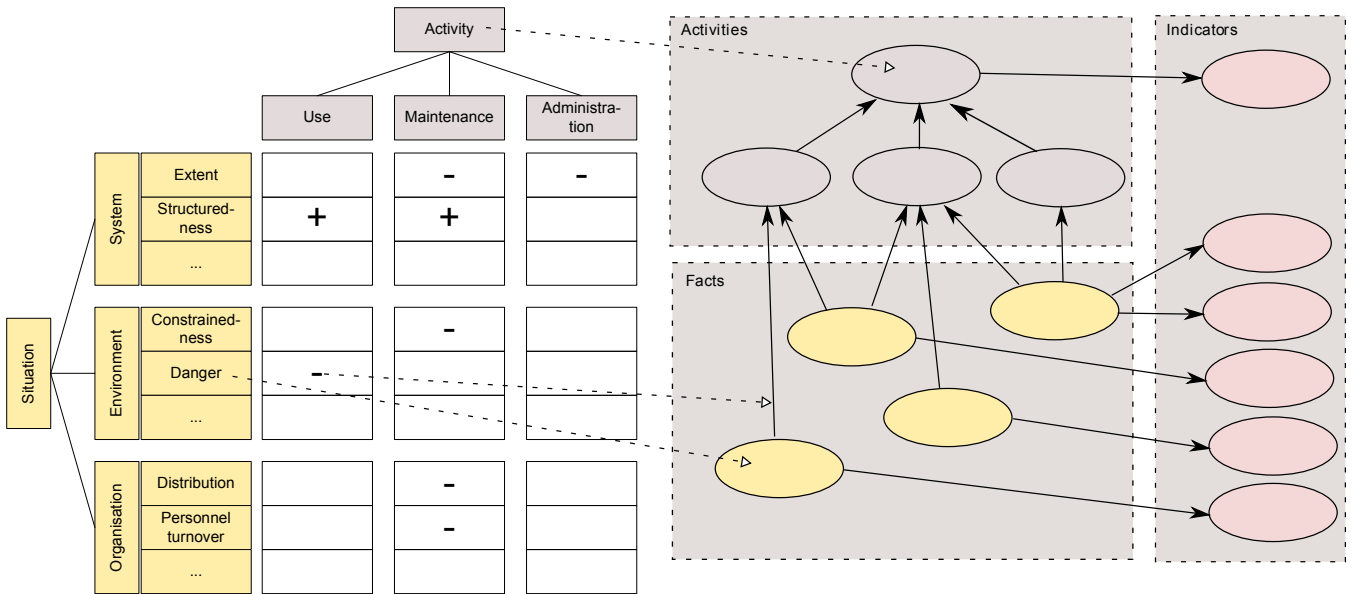 Activity
Activities
Indicators
Use
Maintenance
Administra-
tion
System
Extent
-
-
Structured-
ness
+
+
...
Situation
Environment
Constrained-
ness
-
Danger
-
...
Facts
Organisation
Distribution
-
Personnel
turnover
-
...